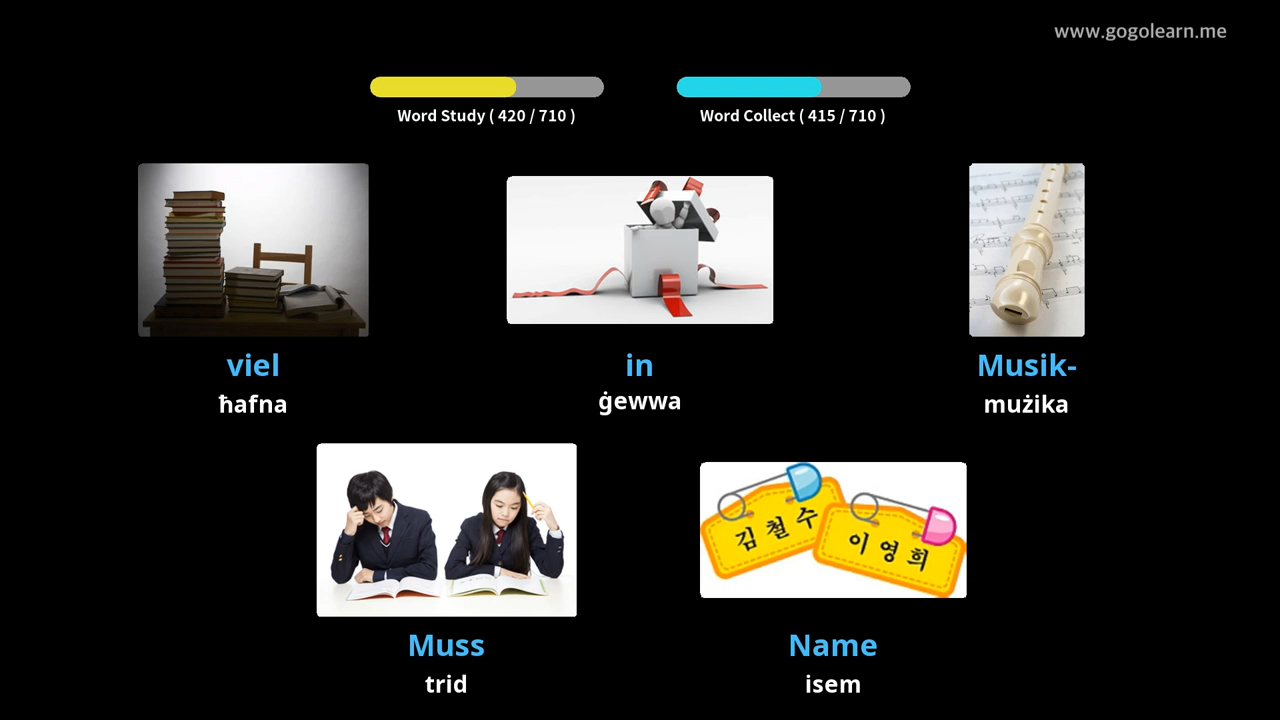 www.gogolearn.me
Word Study ( 420 / 710 )
Word Collect ( 415 / 710 )
viel
ħafna
in
ġewwa
Musik-
mużika
김철수
이영희
Muss
trid
Name
isem